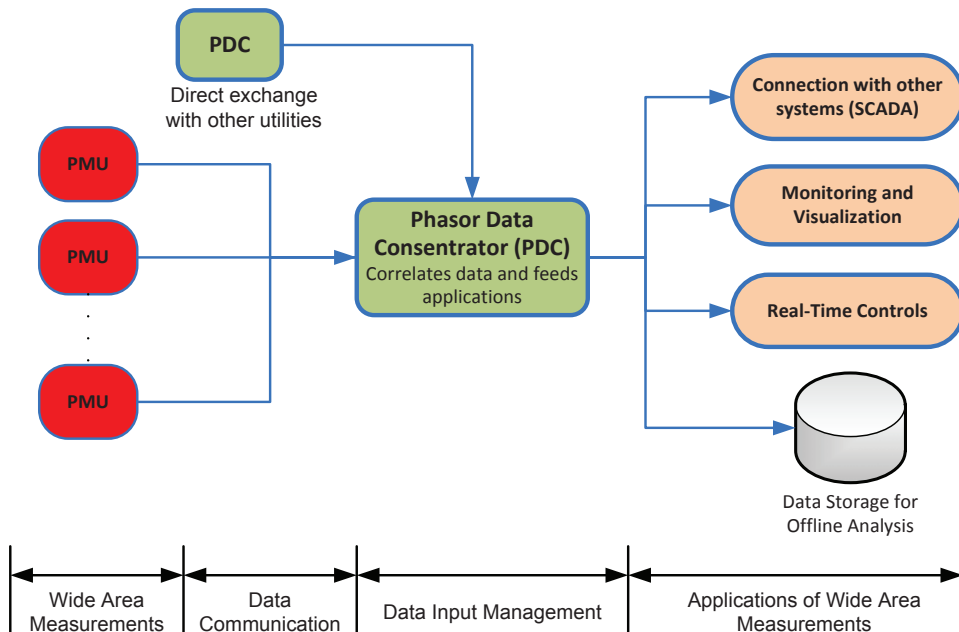 PDC
Direct exchange
with other utilities
PMU
PMU
.
.
.
.
PMU
Phasor Data
Consentrator (PDC)
Correlates data and feeds
applications
Connection with other
systems (SCADA)
Monitoring and
Visualization
Real-Time Controls
Data Storage for
Offline Analysis
Wide Area
Measurements
Data
Communication
Data Input Management
Applications of Wide Area
Measurements